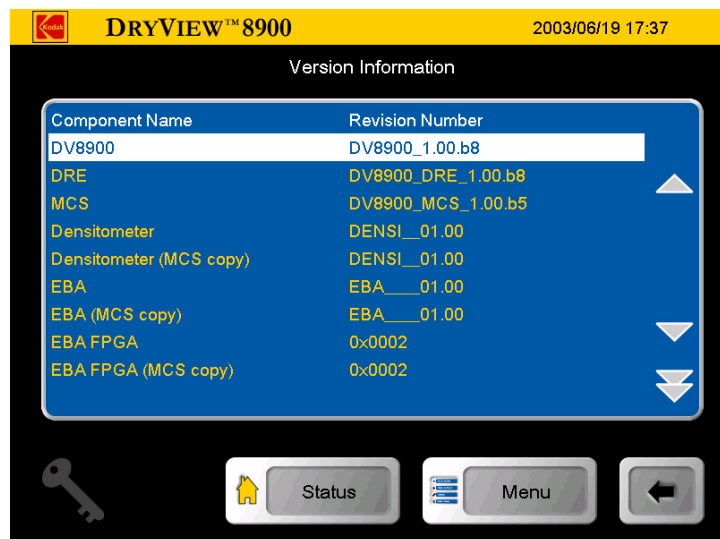 Kodak DRYVIEW™8900 2003/06/19 17:37
Version Information
Component Name Revision Number
DV8900 DV8900_1.00.b8
DRE DV8900_DRE_1.00.b8
MCS DV8900_MCS_1.00.b5
Densitometer DENSI__01.00
Densitometer (MCS copy) DENSI__01.00
EBA EBA____01.00
EBA (MCS copy) EBA____01.00
EBA FPGA 0x0002
EBA FPGA (MCS copy) 0x0002
Status Menu